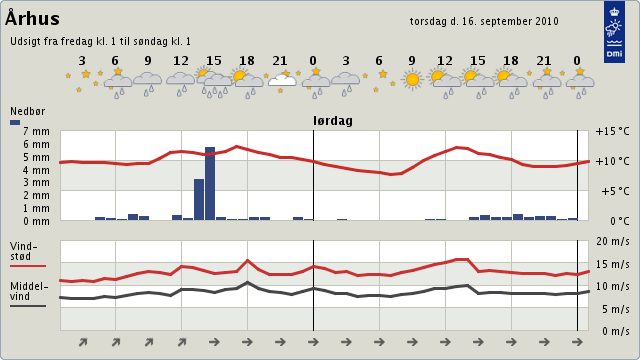 Århus
torsdag d. 16. september 2010
dmi
Udsigt fra fredag kl. 1 til søndag kl. 1
3 6 9 12 15 18 21 0 3 6 9 12 15 18 21 0
Nedbør
lørdag
7 mm
6 mm
5 mm
4 mm
3 mm
2 mm
1 mm
0 mm
+15 °C
+10 °C
+5 °C
0 °C
Vind-
stød
Middel-
vind
20 m/s
15 m/s
10 m/s
5 m/s
0 m/s